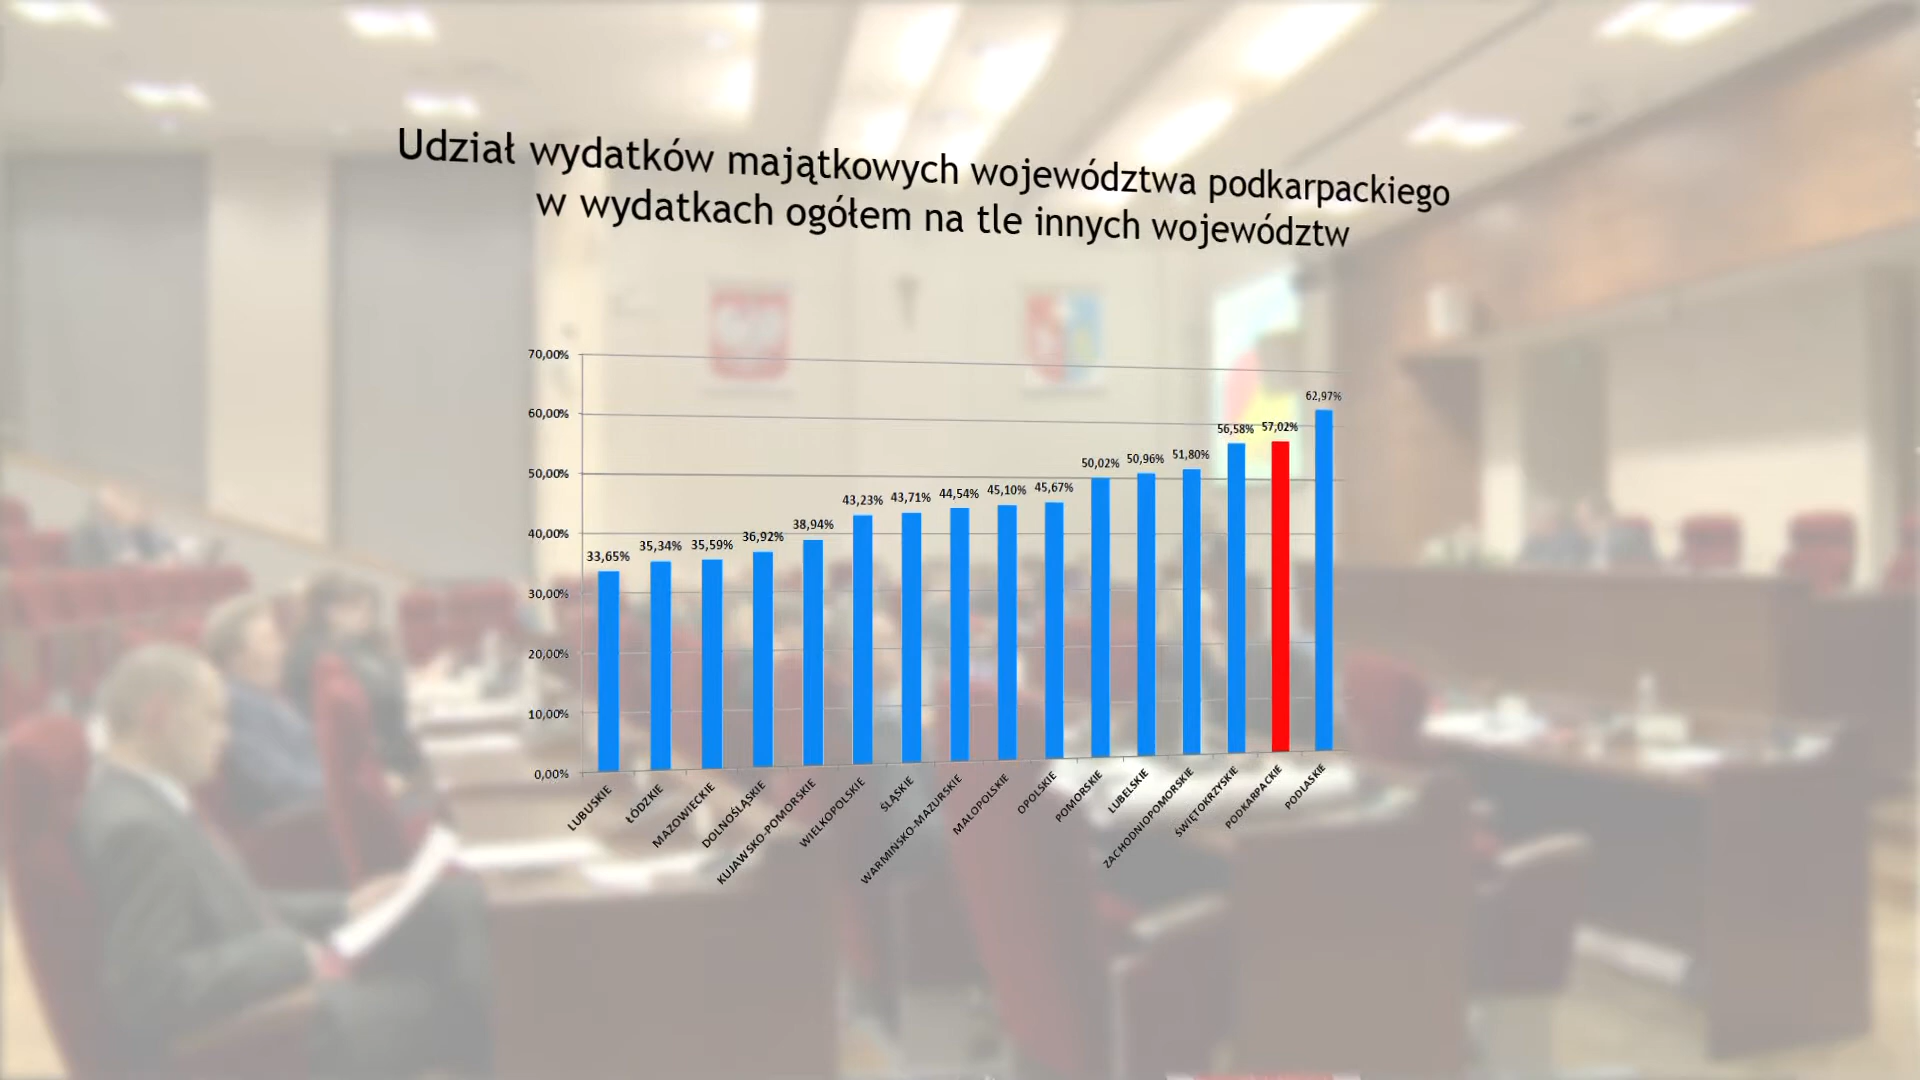 Udział wydatków majątkowych województwa podkarpackiego
w wydatkach ogółem na tle innych województw
70,00%
60,00%
50,00%
40,00%
30,00%
20,00%
10,00%
0,00%
33,65%
35,34%
35,59%
36,92%
38,94%
43,23%
43,71%
44,54%
45,10%
45,67%
50,02%
50,96%
51,80%
56,58%
57,02%
62,97%
LUBUSKIE
ŁÓDZKIE
MAZOWIECKIE
DOLNOŚLĄSKIE
KUJAWSKO-POMORSKIE
WIELKOPOLSKIE
ŚLĄSKIE
WARMIŃSKO-MAZURSKIE
MAŁOPOLSKIE
OPOLSKIE
POMORSKIE
LUBELSKIE
ZACHODNIOPOMORSKIE
ŚWIĘTOKRZYSKIE
PODKARPACKIE
PODLASKIE